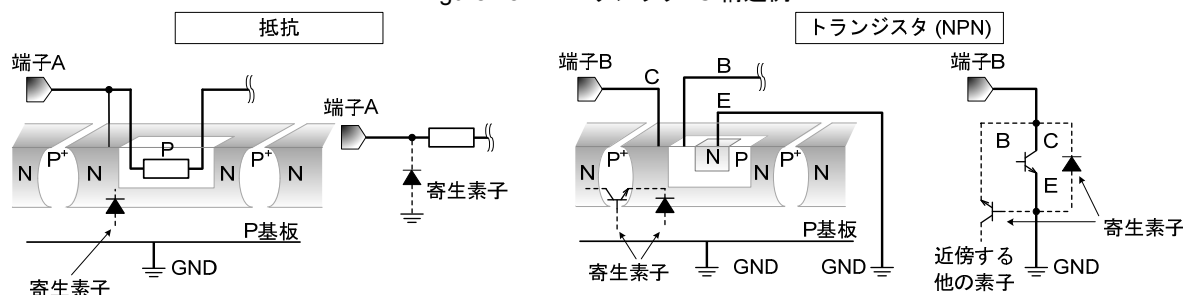 抵抗
トランジスタ (NPN)
端子A
端子A
N
P+
N
P
N
P+
N
寄生素子
P基板
GND
寄生素子
端子B
C
B
E
N
P+
N
N
P
P+
N
N
P基板
寄生素子
GND
GND
端子B
B
C
E
寄生素子
近傍する
他の素子
GND